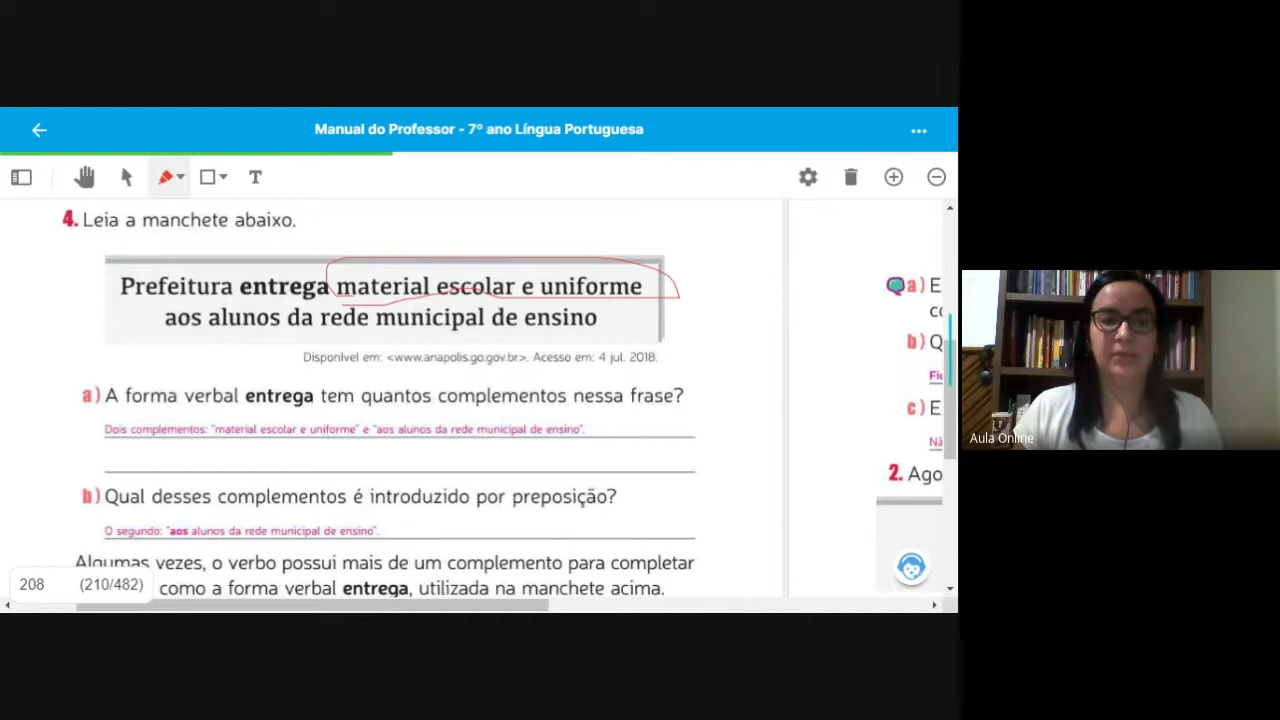 Manual do Professor - 7º ano Língua Portuguesa
T
4. Leia a manchete abaixo.
Prefeitura entrega material escolar e uniforme
aos alunos da rede municipal de ensino
Disponível em: <www.anapolis.go.gov.br>. Acesso em: 4 jul. 2018.
a) A forma verbal entrega tem quantos complementos nessa frase?
Dois complementos: "material escolar e uniforme" e "aos alunos da rede municipal de ensino".
b) Qual desses complementos é introduzido por preposição?
O segundo: "aos alunos da rede municipal de ensino".
Algumas vezes, o verbo possui mais de um complemento para completar
como a forma verbal entrega, utilizada na manchete acima.
208 (210/482)
a) E
b) Q
c) E
2. Ago
Aula Online